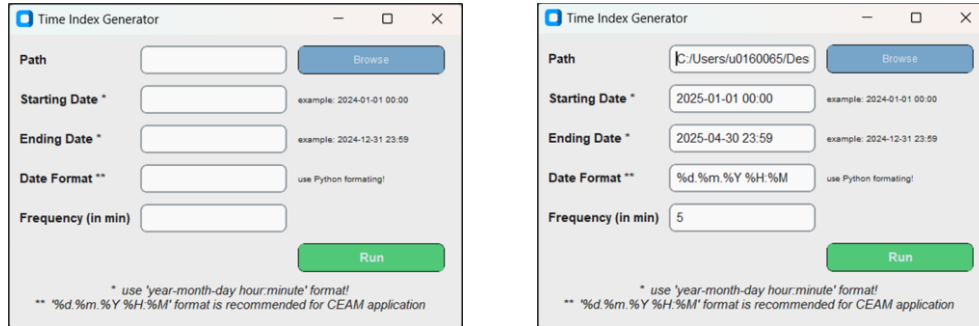 Time Index Generator
Path Browse
Starting Date * example: 2024-01-01 00:00
Ending Date * example: 2024-12-31 23:59
Date Format ** use Python formating!
Frequency (in min)
Run
* use 'year-month-day hour:minute' format!
** '%d.%m.%Y %H:%M' format is recommended for CEAM application
Time Index Generator
Path C:/Users/u0160065/Des Browse
Starting Date * 2025-01-01 00:00 example: 2024-01-01 00:00
Ending Date * 2025-04-30 23:59 example: 2024-12-31 23:59
Date Format ** %d.%m.%Y %H:%M use Python formating!
Frequency (in min) 5
Run
* use 'year-month-day hour:minute' format!
** '%d.%m.%Y %H:%M' format is recommended for CEAM application